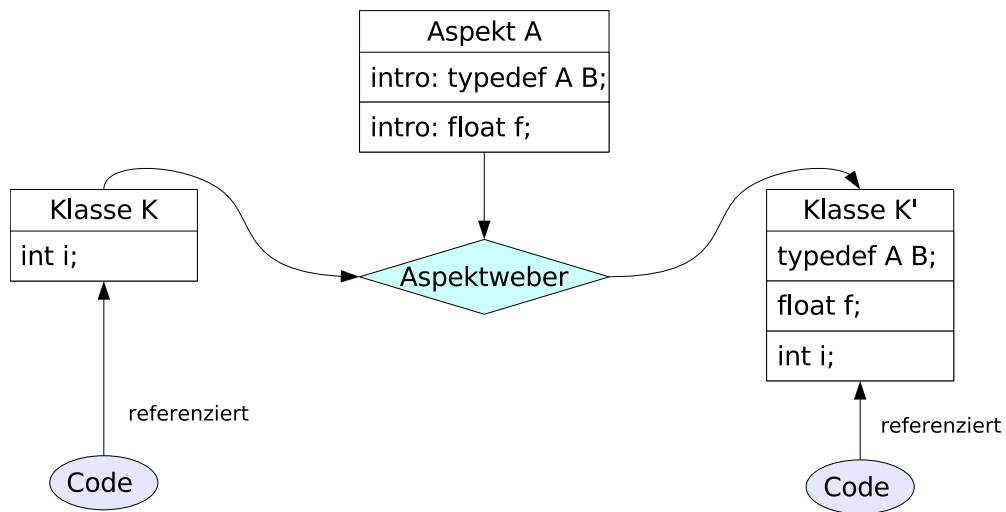 Aspekt A
intro: typedef A B;
intro: float f;
Klasse K
int i;
Aspektweber
Klasse K'
typedef A B;
float f;
int i;
referenziert
referenziert
Code
Code